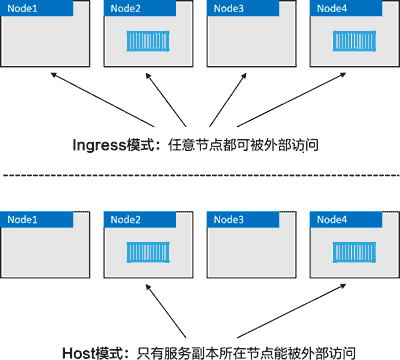 Node1
Node2
Node3
Node4
Ingress模式：任意节点都可被外部访问
Node1
Node2
Node3
Node4
Host模式：只有服务副本所在节点能被外部访问